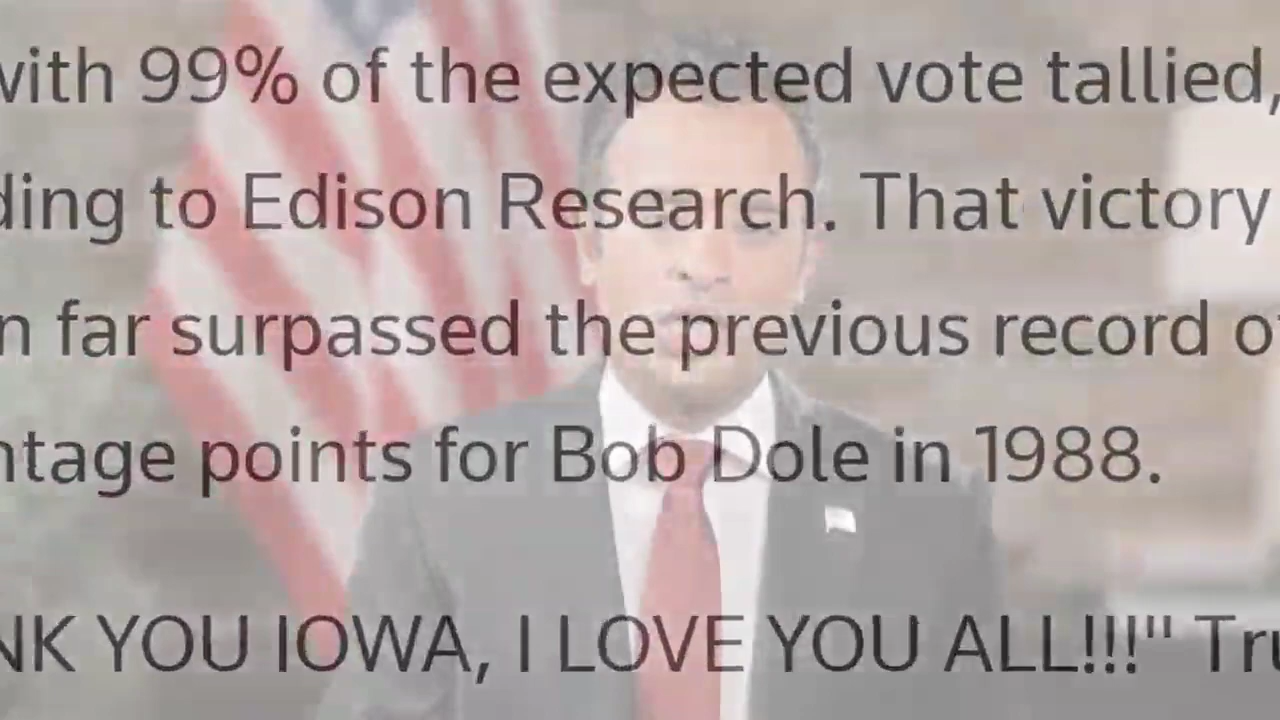 with 99% of the expected vote tallied,
ding to Edison Research. That victory
n far surpassed the previous record o
ntage points for Bob Dole in 1988.
NK YOU IOWA, I LOVE YOU ALL!!!" Tru